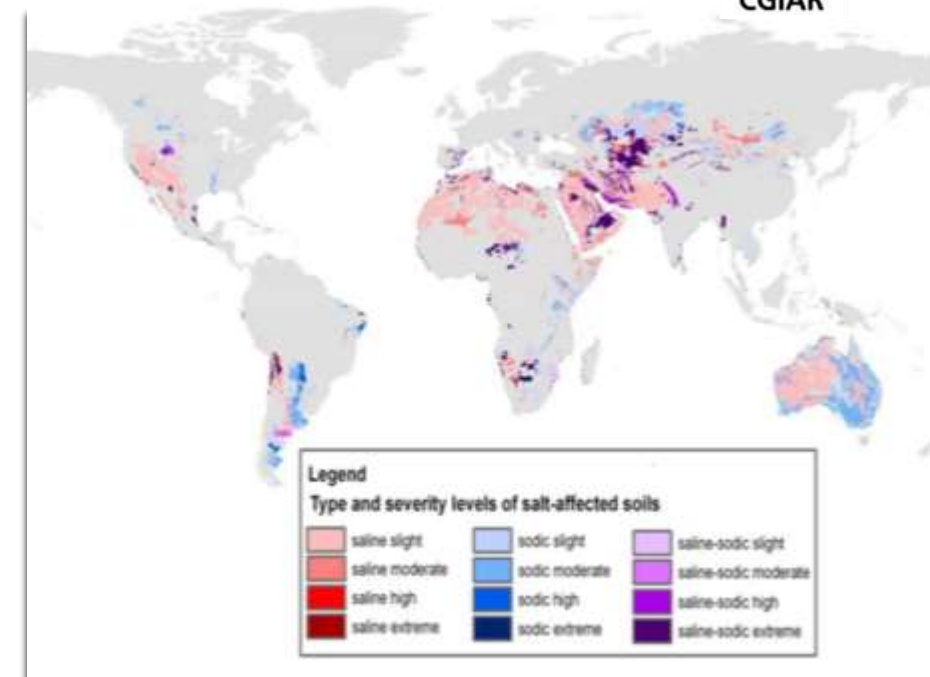 CGIAR
Legend
Type and severity levels of salt-affected soils
saline slight
sodic slight
saline-sodic slight
saline moderate
sodic moderate
saline-sodic moderate
saline high
sodic high
saline-sodic high
saline extreme
sodic extreme
saline-sodic extreme